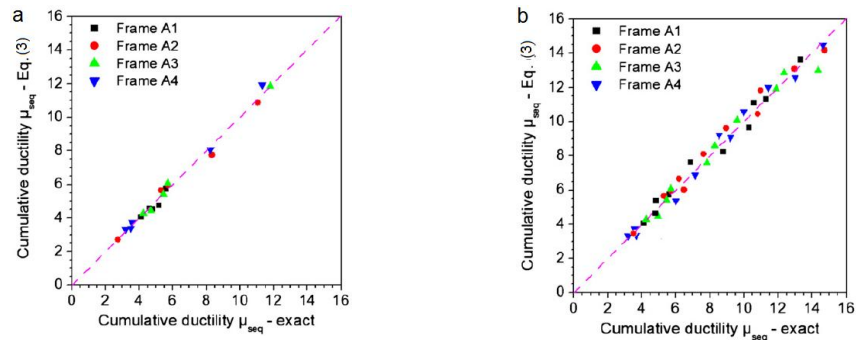 a
16
14
12
10
8
6
4
2
0
Cumulative ductility μseq - Eq. (3)
Frame A1
Frame A2
Frame A3
Frame A4
0 2 4 6 8 10 12 14 16
Cumulative ductility μseq - exact
b
16
14
12
10
8
6
4
2
0
Cumulative ductility μseq - Eq. (3)
Frame A1
Frame A2
Frame A3
Frame A4
0 2 4 6 8 10 12 14 16
Cumulative ductility μseq - exact